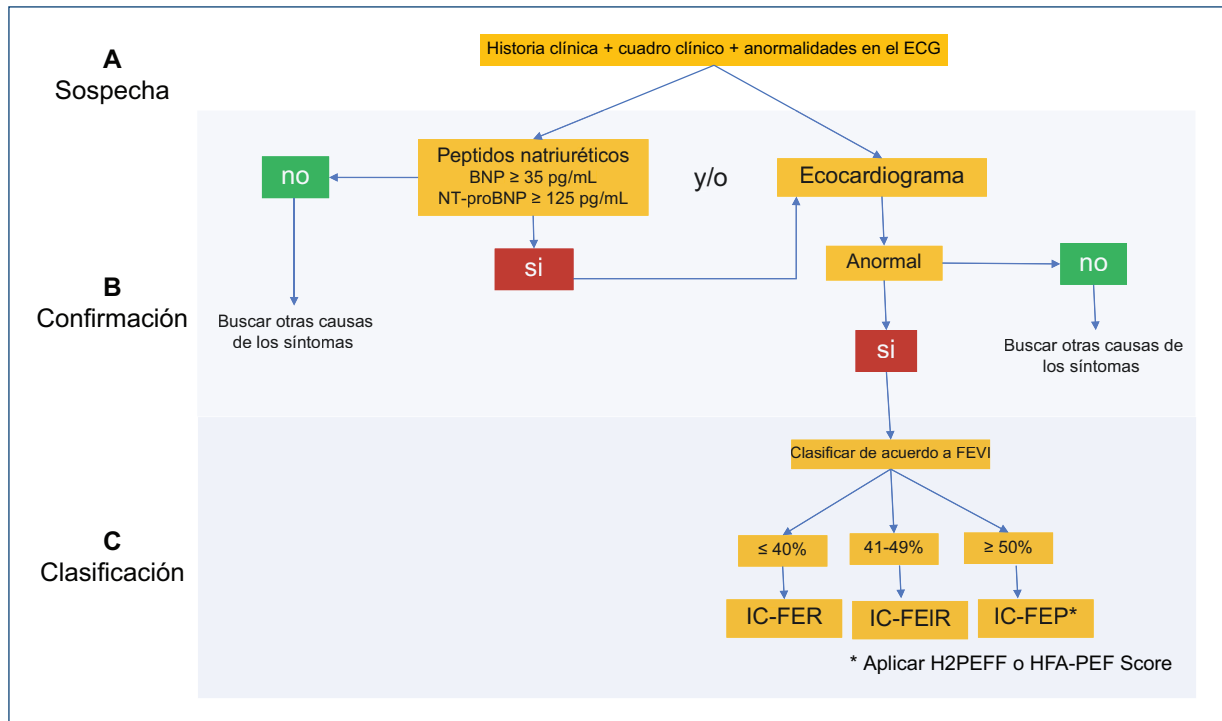 A
Sospecha
Historia clínica + cuadro clínico + anormalidades en el ECG
no
Peptidos natriuréticos
BNP ≥ 35 pg/mL
NT-proBNP ≥ 125 pg/mL
y/o
Ecocardiograma
si
Anormal
no
B
Confirmación
Buscar otras causas
de los síntomas
si
Buscar otras causas de
los síntomas
Clasificar de acuerdo a FEVI
C
Clasificación
≤ 40%
41-49%
≥ 50%
IC-FER
IC-FEIR
IC-FEP*
* Aplicar H2PEFF o HFA-PEF Score